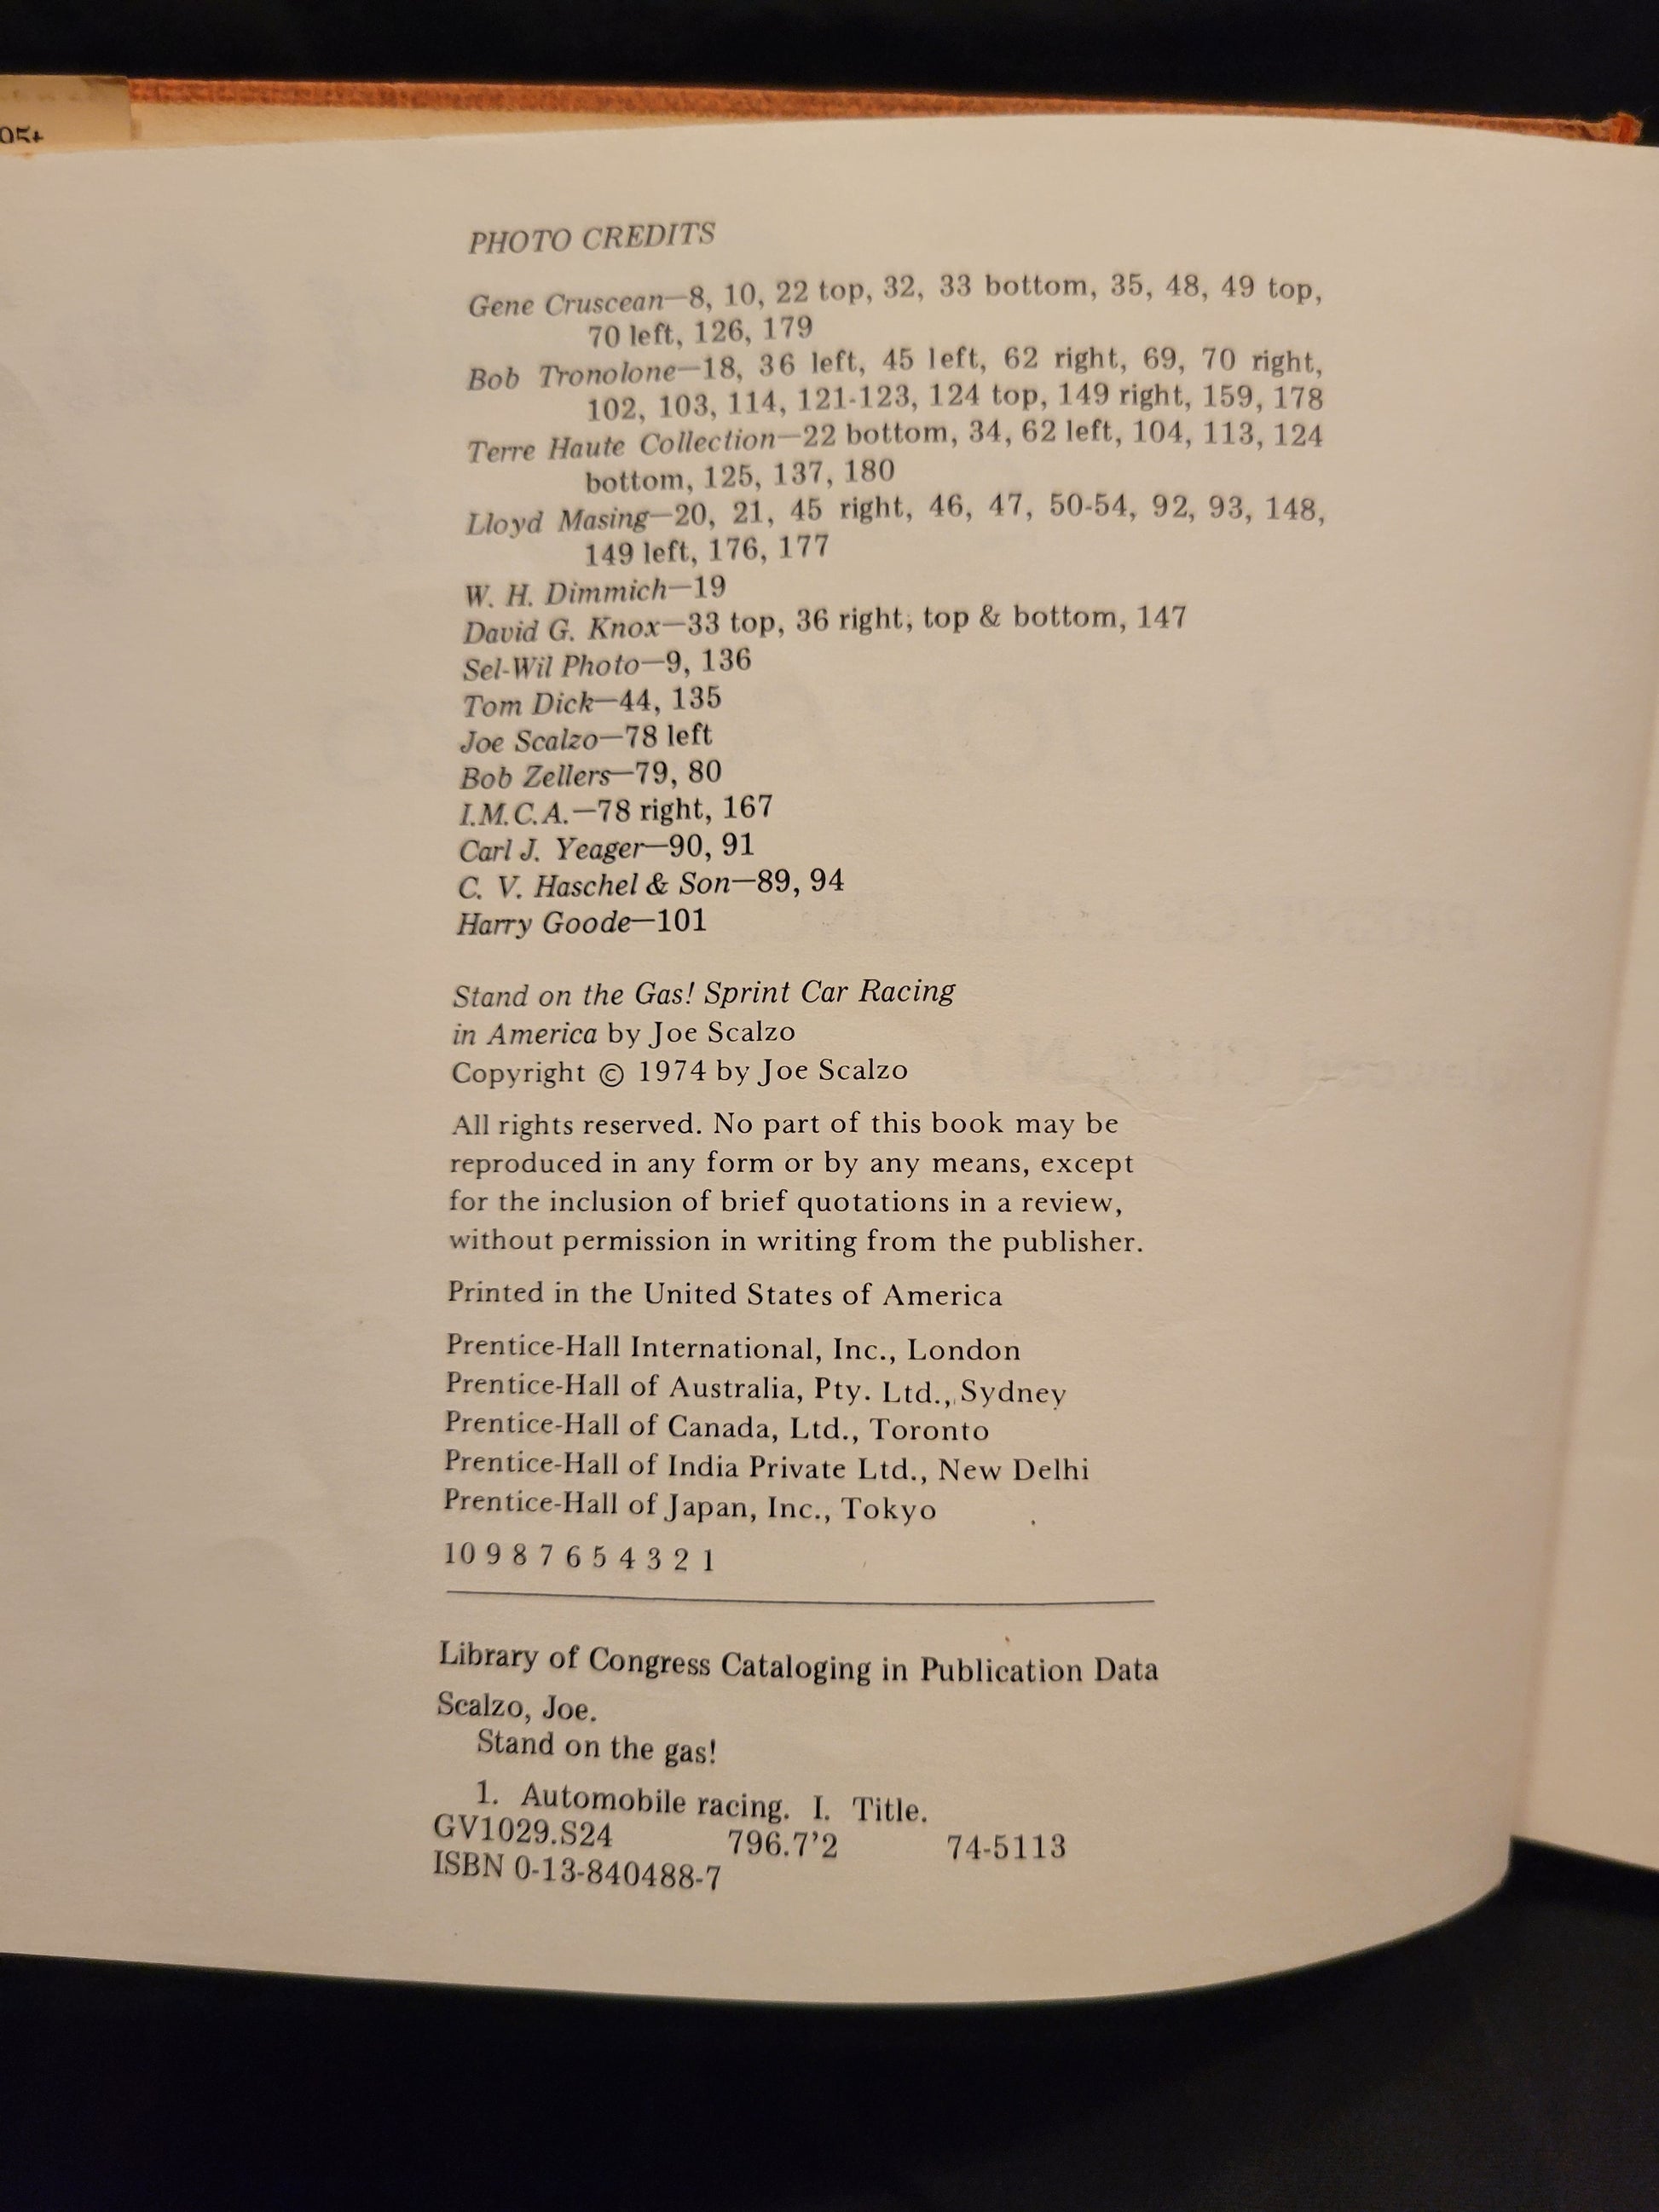 PHOTO CREDITS
Gene Cruscean—8, 10, 22 top, 32, 33 bottom, 35, 48, 49 top,
70 left, 126, 179
Bob Tronolone—18, 36 left, 45 left, 62 right, 69, 70 right,
102, 103, 114, 121-123, 124 top, 149 right, 159, 178
Terre Haute Collection—22 bottom, 34, 62 left, 104, 113, 124
bottom, 125, 137, 180
Lloyd Masing—20, 21, 45 right, 46, 47, 50-54, 92, 93, 148,
149 left, 176, 177
W. H. Dimmich—19
David G. Knox—33 top, 36 right, top & bottom, 147
Sel-Wil Photo—9, 136
Tom Dick—44, 135
Joe Scalzo—78 left
Bob Zellers—79, 80
I.M.C.A.—78 right, 167
Carl J. Yeager—90, 91
C. V. Haschel & Son—89, 94
Harry Goode—101
Stand on the Gas! Sprint Car Racing
in America by Joe Scalzo
Copyright © 1974 by Joe Scalzo
All rights reserved. No part of this book may be
reproduced in any form or by any means, except
for the inclusion of brief quotations in a review,
without permission in writing from the publisher.
Printed in the United States of America
Prentice-Hall International, Inc., London
Prentice-Hall of Australia, Pty. Ltd., Sydney
Prentice-Hall of Canada, Ltd., Toronto
Prentice-Hall of India Private Ltd., New Delhi
Prentice-Hall of Japan, Inc., Tokyo
10 9 8 7 6 5 4 3 2 1
Library of Congress Cataloging in Publication Data
Scalzo, Joe.
Stand on the gas!
1. Automobile racing. I. Title.
GV1029.S24 796.7'2 74-5113
ISBN 0-13-840488-7